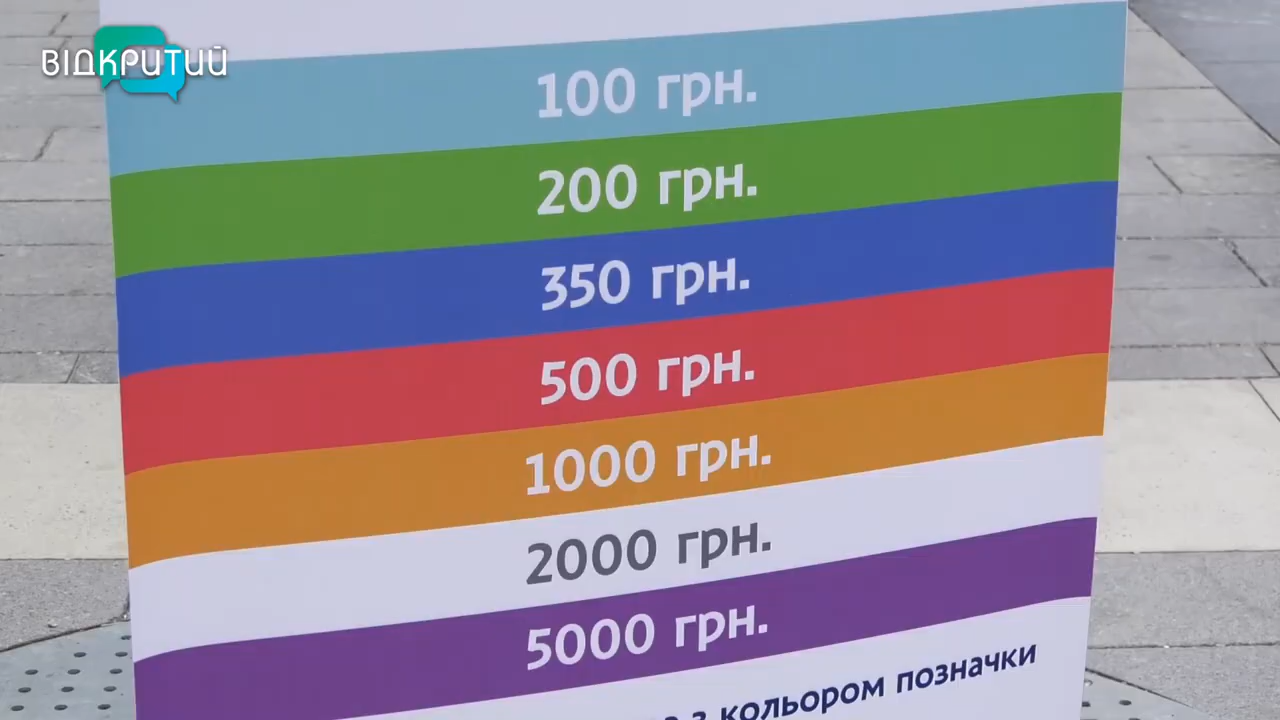 ВІДКРИТИЙ
100 грн.
200 грн.
350 грн.
500 грн.
1000 грн.
2000 грн.
5000 грн.
з кольором позначки